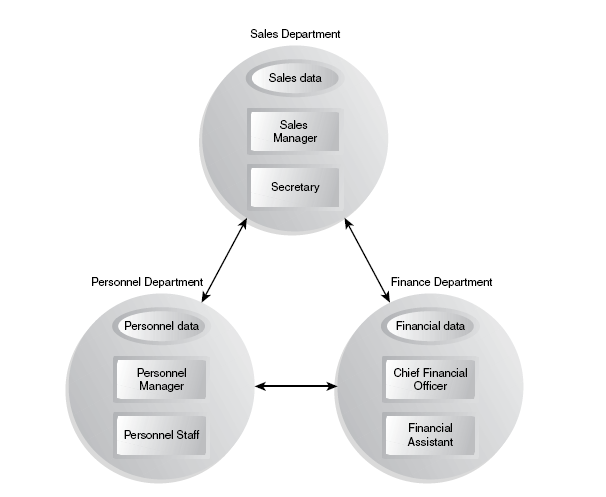 Sales Department
Sales data
Sales
Manager
Secretary
Personnel Department
Personnel data
Personnel
Manager
Personnel Staff
Finance Department
Financial data
Chief Financial
Officer
Financial
Assistant